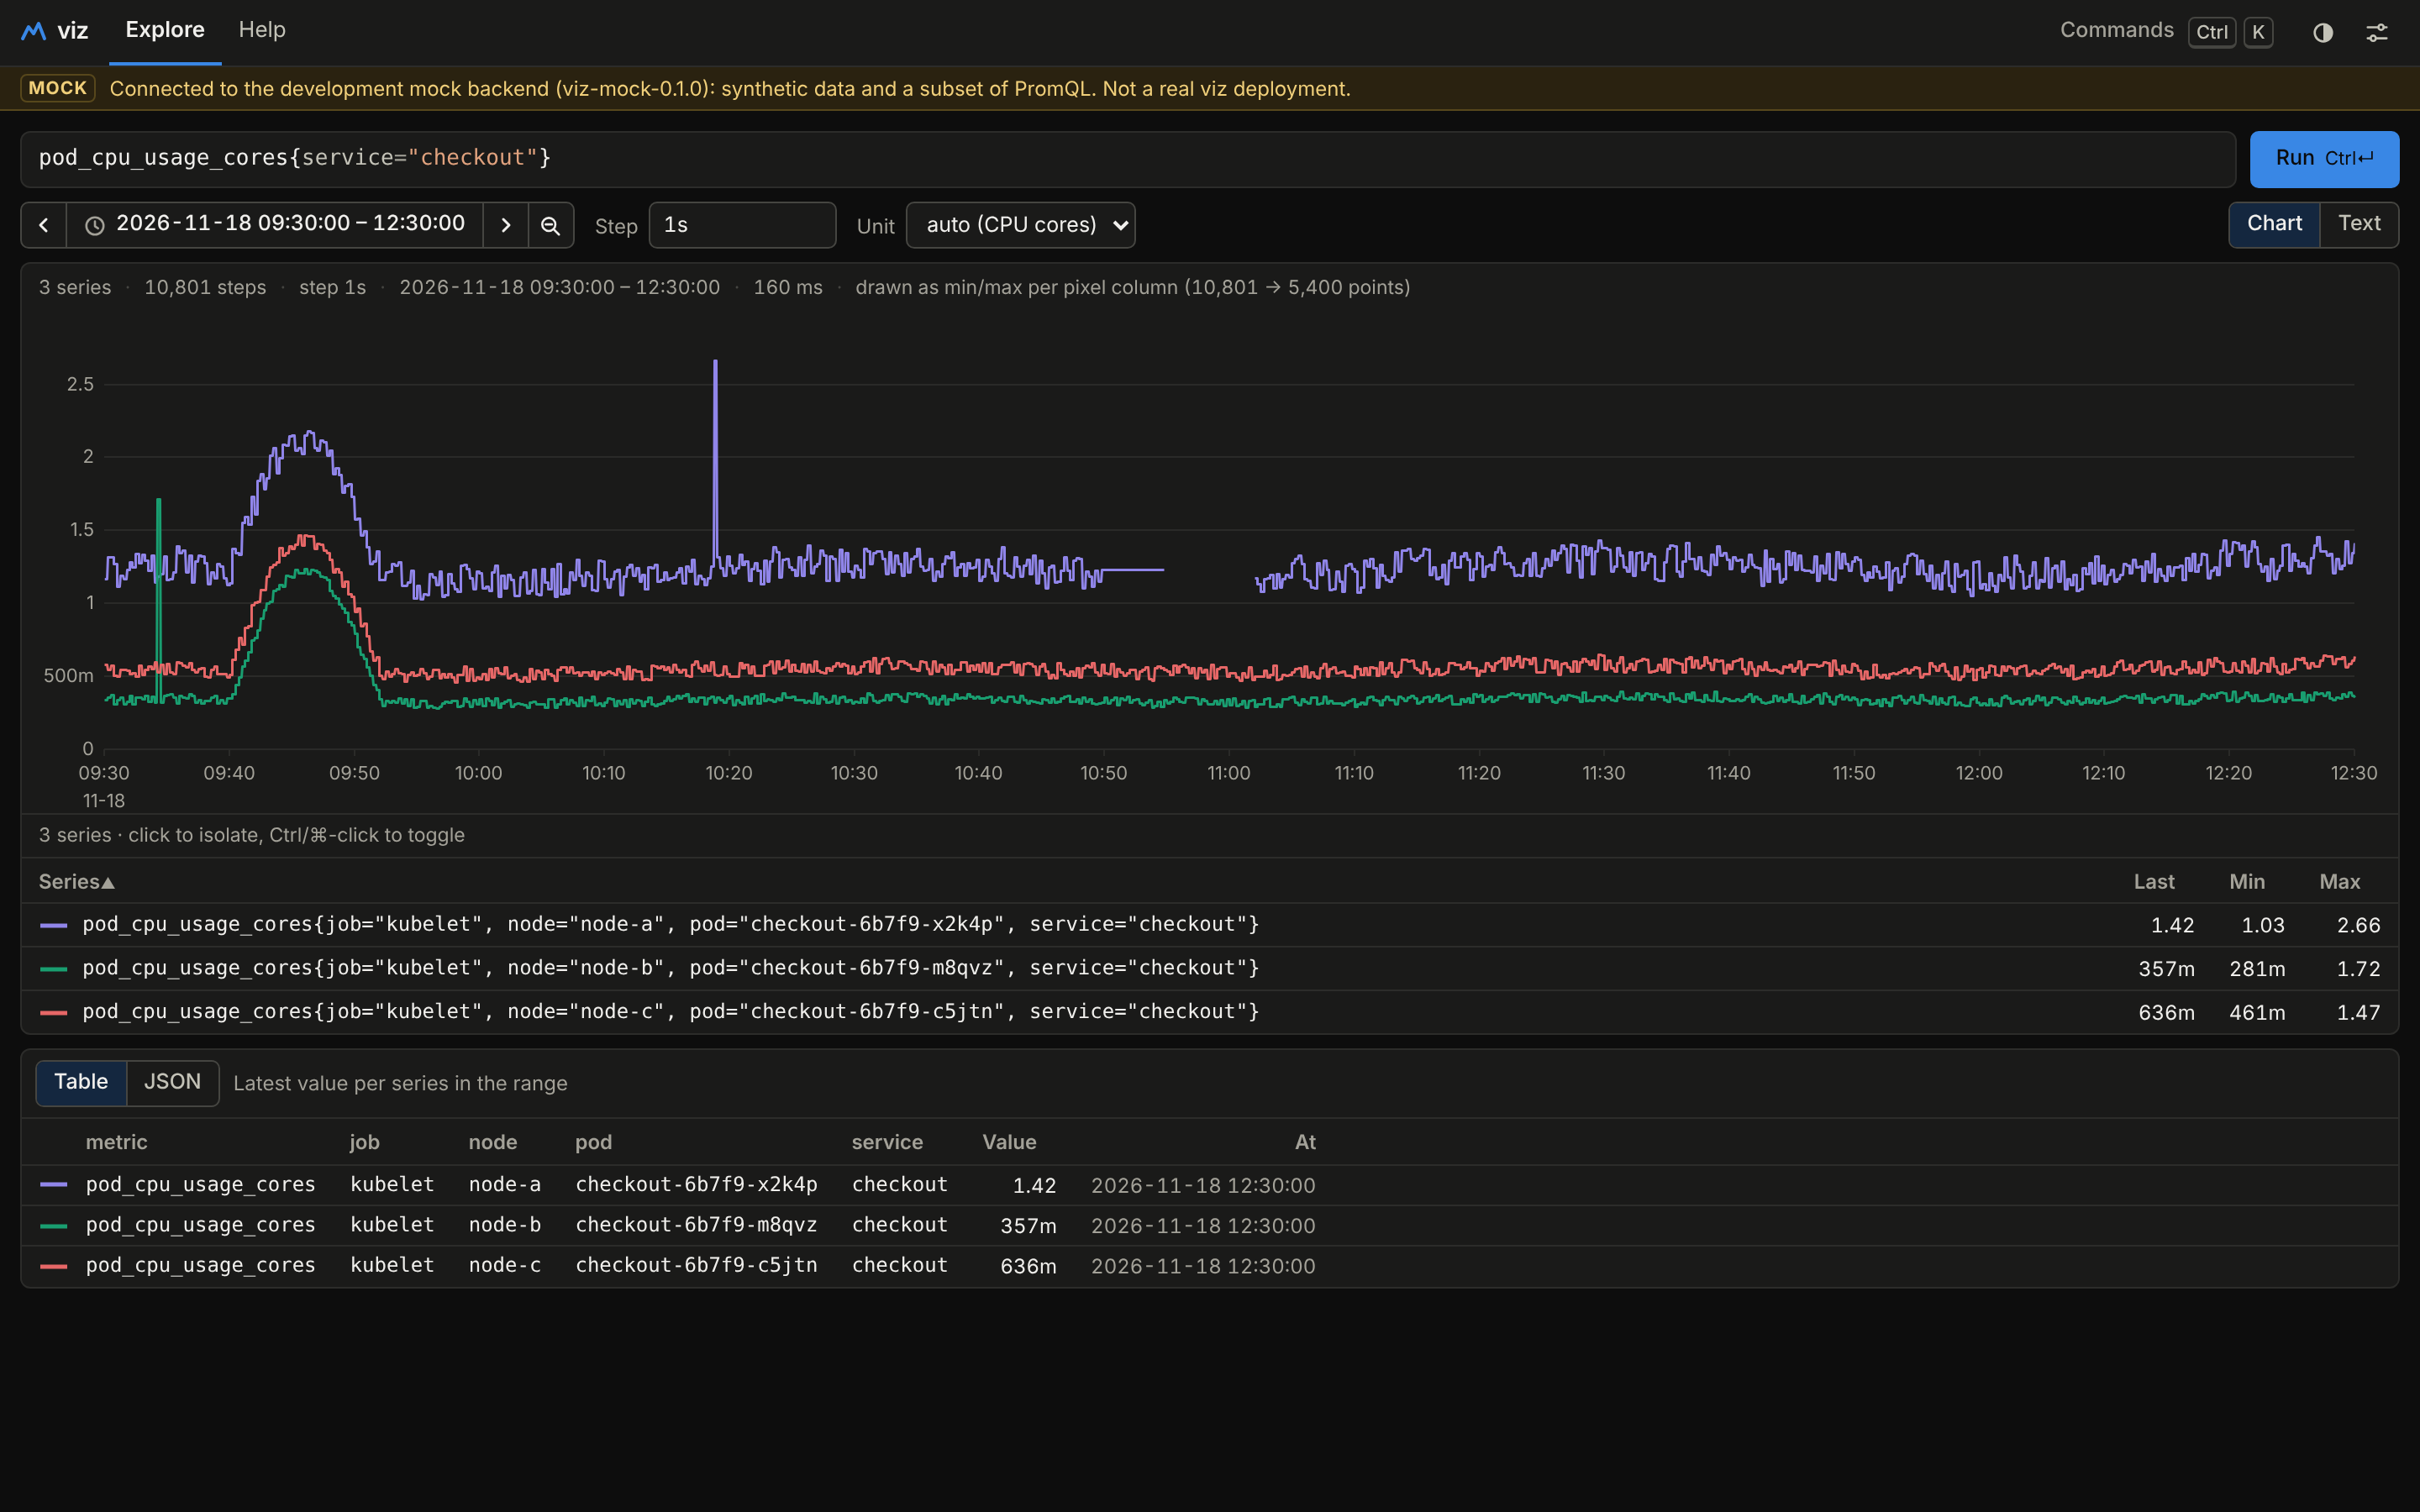 viz Explore Help Commands Ctrl K
MOCK Connected to the development mock backend (viz-mock-0.1.0): synthetic data and a subset of PromQL. Not a real viz deployment.
pod_cpu_usage_cores{service="checkout"} Run Ctrl↵
2026-11-18 09:30:00 – 12:30:00 Step 1s Unit auto (CPU cores) Chart Text
3 series · 10,801 steps · step 1s · 2026-11-18 09:30:00 – 12:30:00 · 160 ms · drawn as min/max per pixel column (10,801 → 5,400 points)
2.5
2
1.5
1
500m
0
09:30 09:40 09:50 10:00 10:10 10:20 10:30 10:40 10:50 11:00 11:10 11:20 11:30 11:40 11:50 12:00 12:10 12:20 12:30
11-18
3 series · click to isolate, Ctrl/⌘-click to toggle
Series▲ Last Min Max
pod_cpu_usage_cores{job="kubelet", node="node-a", pod="checkout-6b7f9-x2k4p", service="checkout"} 1.42 1.03 2.66
pod_cpu_usage_cores{job="kubelet", node="node-b", pod="checkout-6b7f9-m8qvz", service="checkout"} 357m 281m 1.72
pod_cpu_usage_cores{job="kubelet", node="node-c", pod="checkout-6b7f9-c5jtn", service="checkout"} 636m 461m 1.47
Table JSON Latest value per series in the range
metric job node pod service Value At
pod_cpu_usage_cores kubelet node-a checkout-6b7f9-x2k4p checkout 1.42 2026-11-18 12:30:00
pod_cpu_usage_cores kubelet node-b checkout-6b7f9-m8qvz checkout 357m 2026-11-18 12:30:00
pod_cpu_usage_cores kubelet node-c checkout-6b7f9-c5jtn checkout 636m 2026-11-18 12:30:00